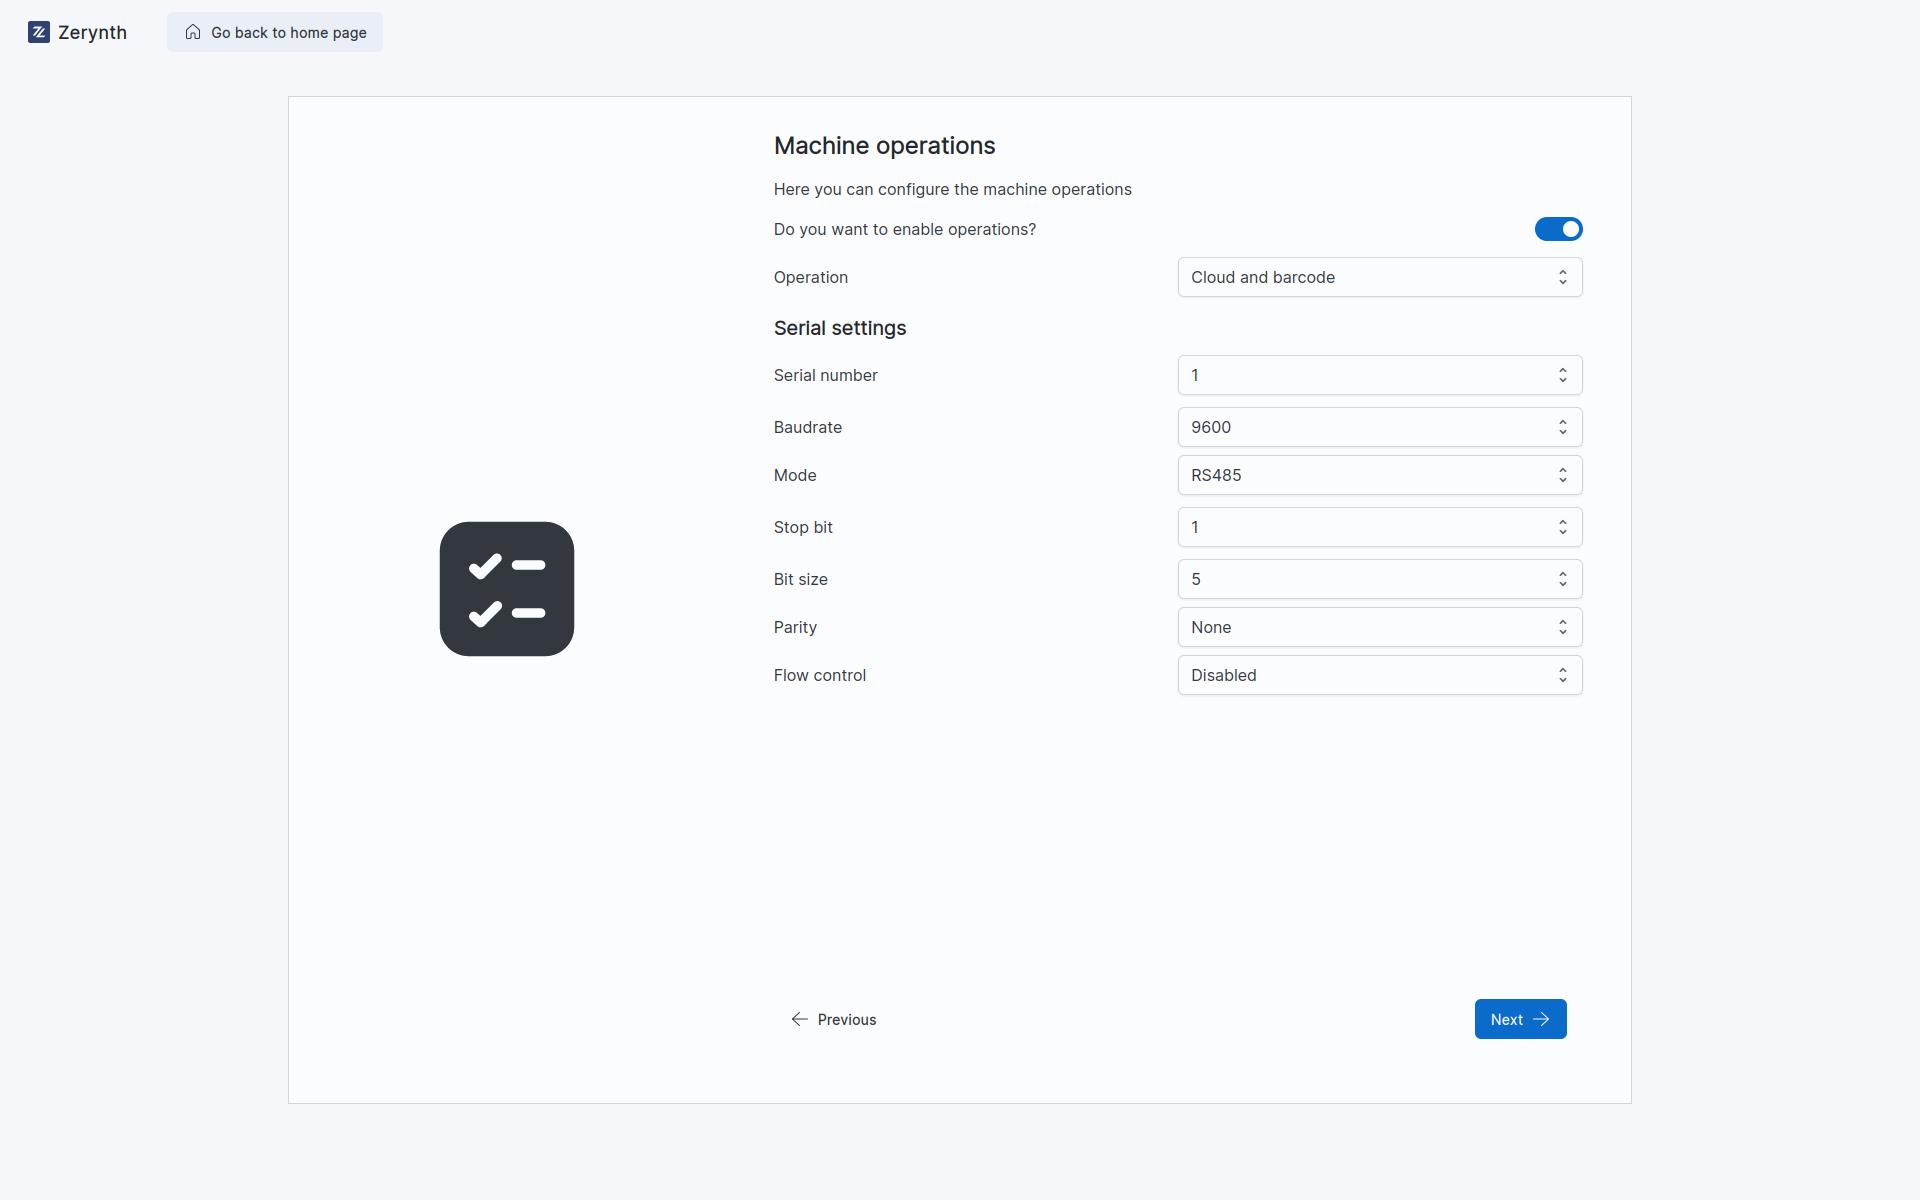 Zerynth
Go back to home page
Machine operations
Here you can configure the machine operations
Do you want to enable operations?
Operation
Cloud and barcode
Serial settings
Serial number
1
Baudrate
9600
Mode
RS485
Stop bit
1
Bit size
5
Parity
None
Flow control
Disabled
Previous
Next